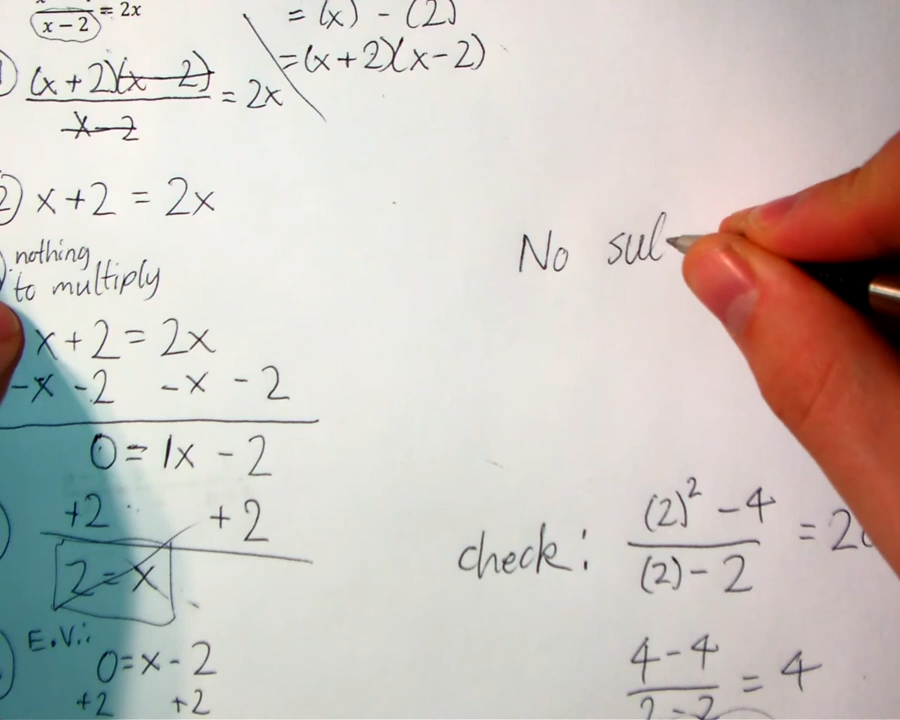 x - 2 = 2x
= (x) - (2)
= (x+2)(x-2)
(x+2)(x-2)
x-2 = 2x
2) x+2 = 2x
nothing
to multiply
x+2 = 2x
-x -2 -x -2
0 = 1x - 2
+2 +2
2 = x
E.V.:
0=x-2
+2 +2
No sul
check: (2)² - 4
(2) - 2 = 2(
4-4
2-2 = 4